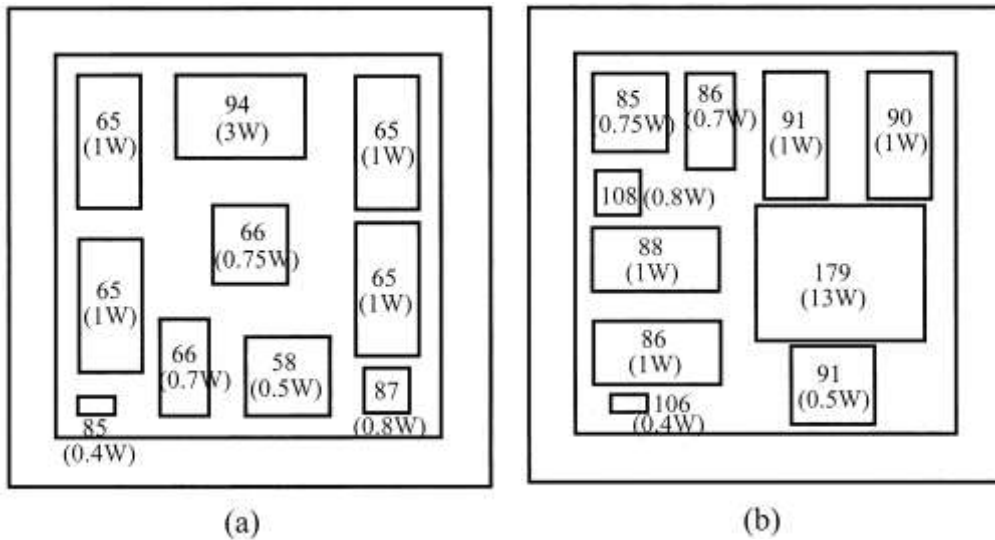 65
(1W)
94
(3W)
65
(1W)
66
(0.75W)
65
(1W)
65
(1W)
66
(0.7W)
58
(0.5W)
87
(0.8W)
85
(0.4W)
(a)
85
(0.75W)
86
(0.7W)
91
(1W)
90
(1W)
108 (0.8W)
88
(1W)
179
(13W)
86
(1W)
91
(0.5W)
106
(0.4W)
(b)